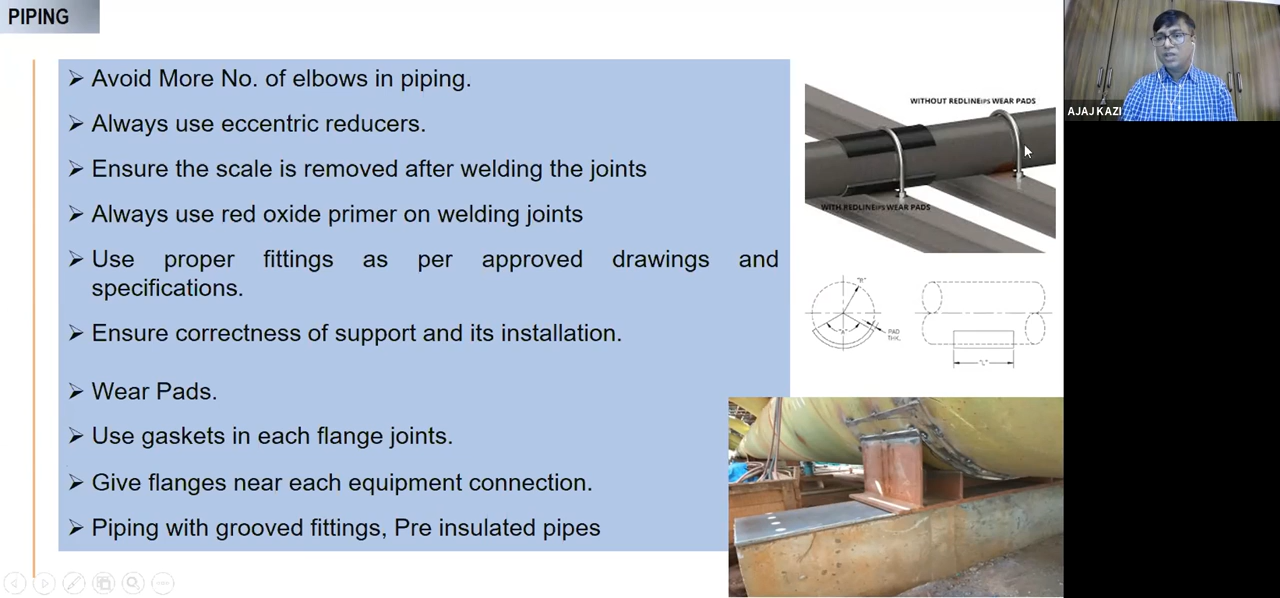 PIPING
➢ Avoid More No. of elbows in piping.
➢ Always use eccentric reducers.
➢ Ensure the scale is removed after welding the joints
➢ Always use red oxide primer on welding joints
➢ Use proper fittings as per approved drawings and
specifications.
➢ Ensure correctness of support and its installation.
➢ Wear Pads.
➢ Use gaskets in each flange joints.
➢ Give flanges near each equipment connection.
➢ Piping with grooved fittings, Pre insulated pipes
WITHOUT REDLINEIPS WEAR PADS
WITH REDLINEIPS WEAR PADS
"R"
PAD
THK.
"L"
AJAJ KAZI